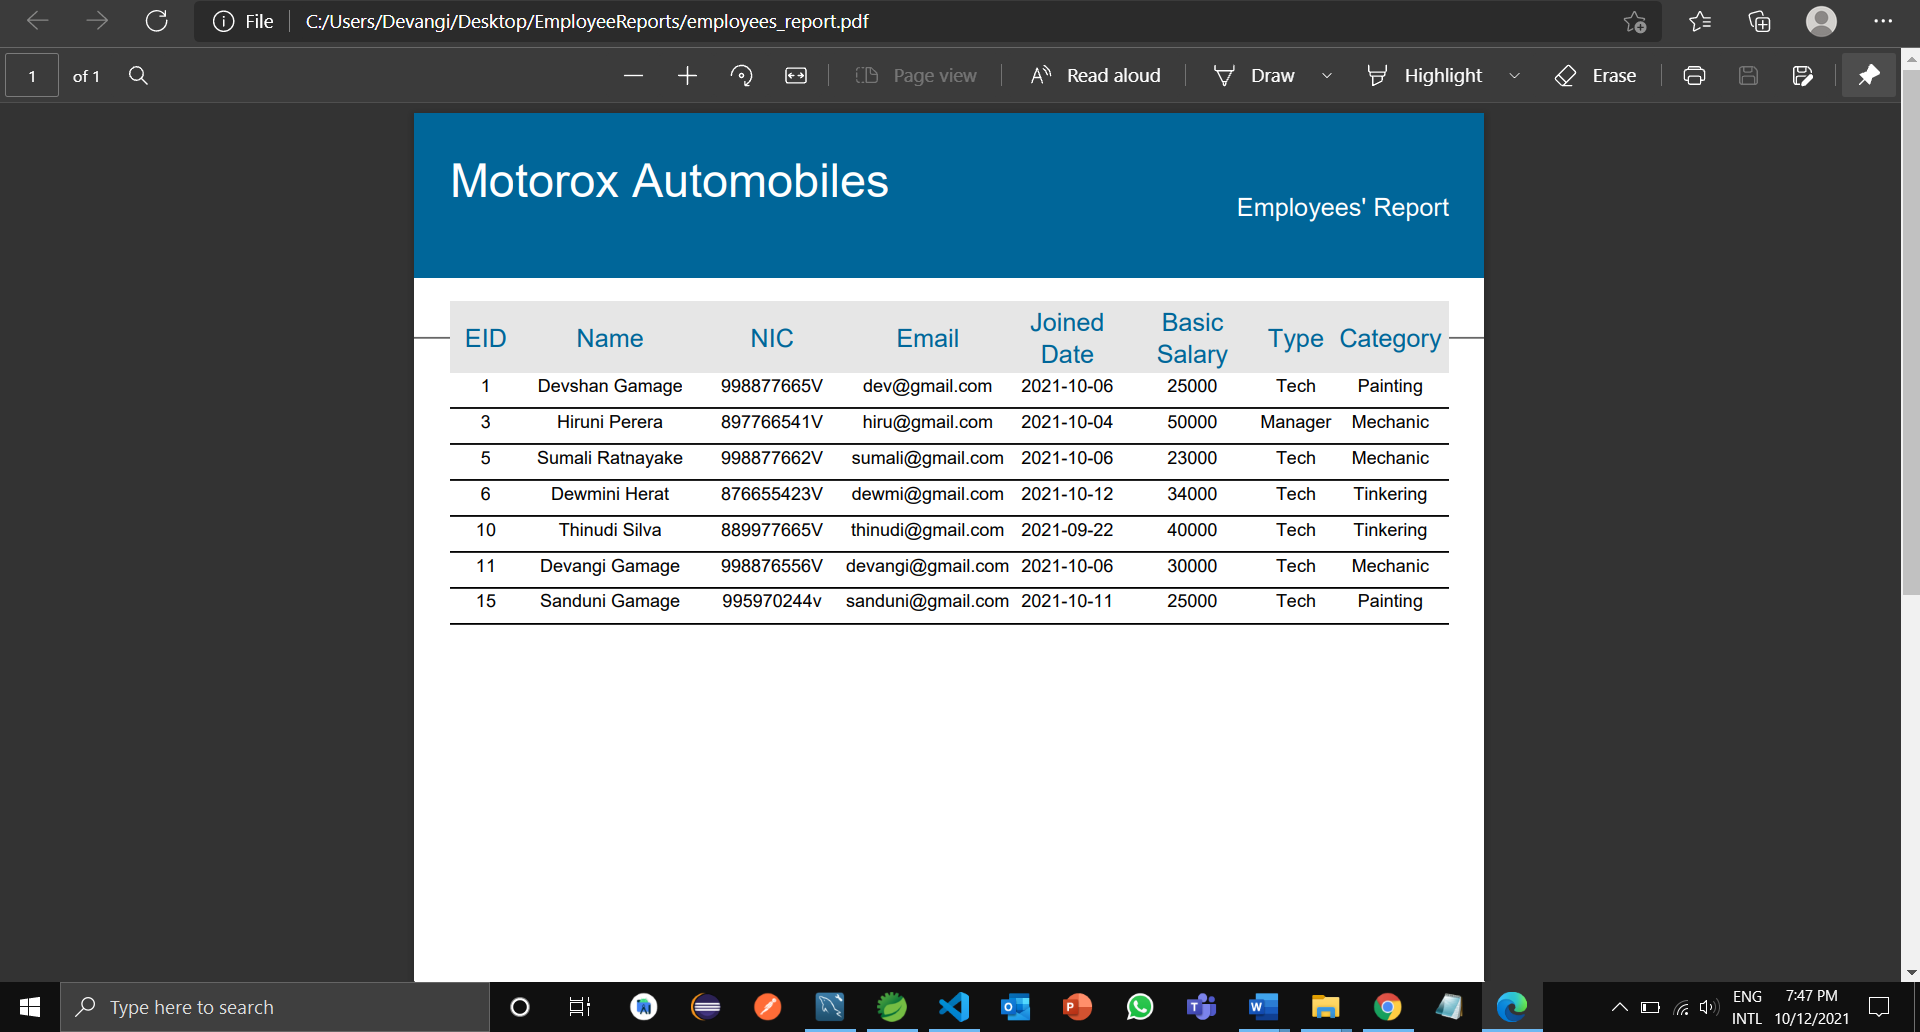 File C:/Users/Devangi/Desktop/EmployeeReports/employees_report.pdf
1 of 1 Page view Read aloud Draw Highlight Erase
Motorox Automobiles
Employees' Report
EID Name NIC Email Joined Date Basic Salary Type Category
1 Devshan Gamage 998877665V dev@gmail.com 2021-10-06 25000 Tech Painting
3 Hiruni Perera 897766541V hiru@gmail.com 2021-10-04 50000 Manager Mechanic
5 Sumali Ratnayake 998877662V sumali@gmail.com 2021-10-06 23000 Tech Mechanic
6 Dewmini Herat 876655423V dewmi@gmail.com 2021-10-12 34000 Tech Tinkering
10 Thinudi Silva 889977665V thinudi@gmail.com 2021-09-22 40000 Tech Tinkering
11 Devangi Gamage 998876556V devangi@gmail.com 2021-10-06 30000 Tech Mechanic
15 Sanduni Gamage 995970244v sanduni@gmail.com 2021-10-11 25000 Tech Painting
Type here to search
ENG 7:47 PM
INTL 10/12/2021